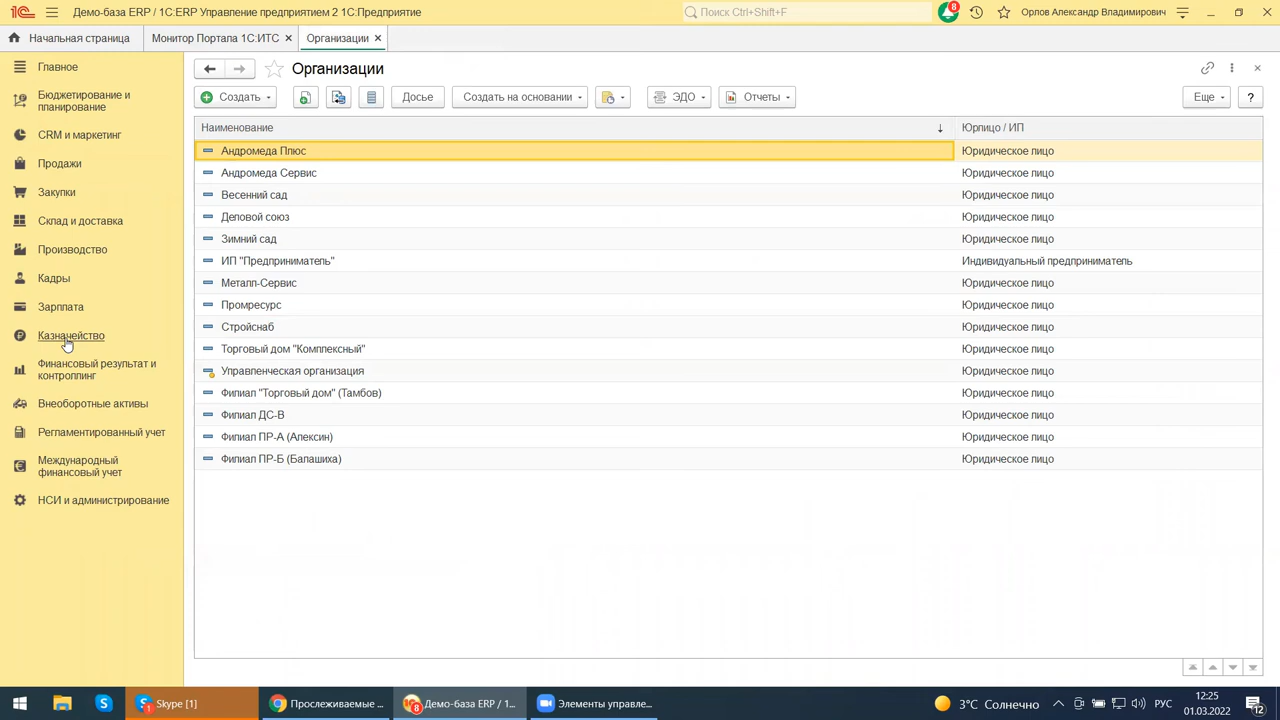 Демо-база ERP / 1С:ERP Управление предприятием 2 1С:Предприятие
Поиск Ctrl+Shift+F
8
Орлов Александр Владимирович
Начальная страница
Монитор Портала 1С:ИТС
Организации
Главное
Бюджетирование и
планирование
CRM и маркетинг
Продажи
Закупки
Склад и доставка
Производство
Кадры
Зарплата
Казначейство
Финансовый результат и
контроллинг
Внеоборотные активы
Регламентированный учет
Международный
финансовый учет
НСИ и администрирование
Организации
Создать
Досье
Создать на основании
ЭДО
Отчеты
Еще
?
Наименование
Юрлицо / ИП
Андромеда Плюс
Юридическое лицо
Андромеда Сервис
Юридическое лицо
Весенний сад
Юридическое лицо
Деловой союз
Юридическое лицо
Зимний сад
Юридическое лицо
ИП "Предприниматель"
Индивидуальный предприниматель
Металл-Сервис
Юридическое лицо
Промресурс
Юридическое лицо
Стройснаб
Юридическое лицо
Торговый дом "Комплексный"
Юридическое лицо
Управленческая организация
Юридическое лицо
Филиал "Торговый дом" (Тамбов)
Юридическое лицо
Филиал ДС-В
Юридическое лицо
Филиал ПР-А (Алексин)
Юридическое лицо
Филиал ПР-Б (Балашиха)
Юридическое лицо
Skype [1]
Прослеживаемые ...
Демо-база ERP / 1...
Элементы управле...
3°C Солнечно
РУС
12:25
01.03.2022
12